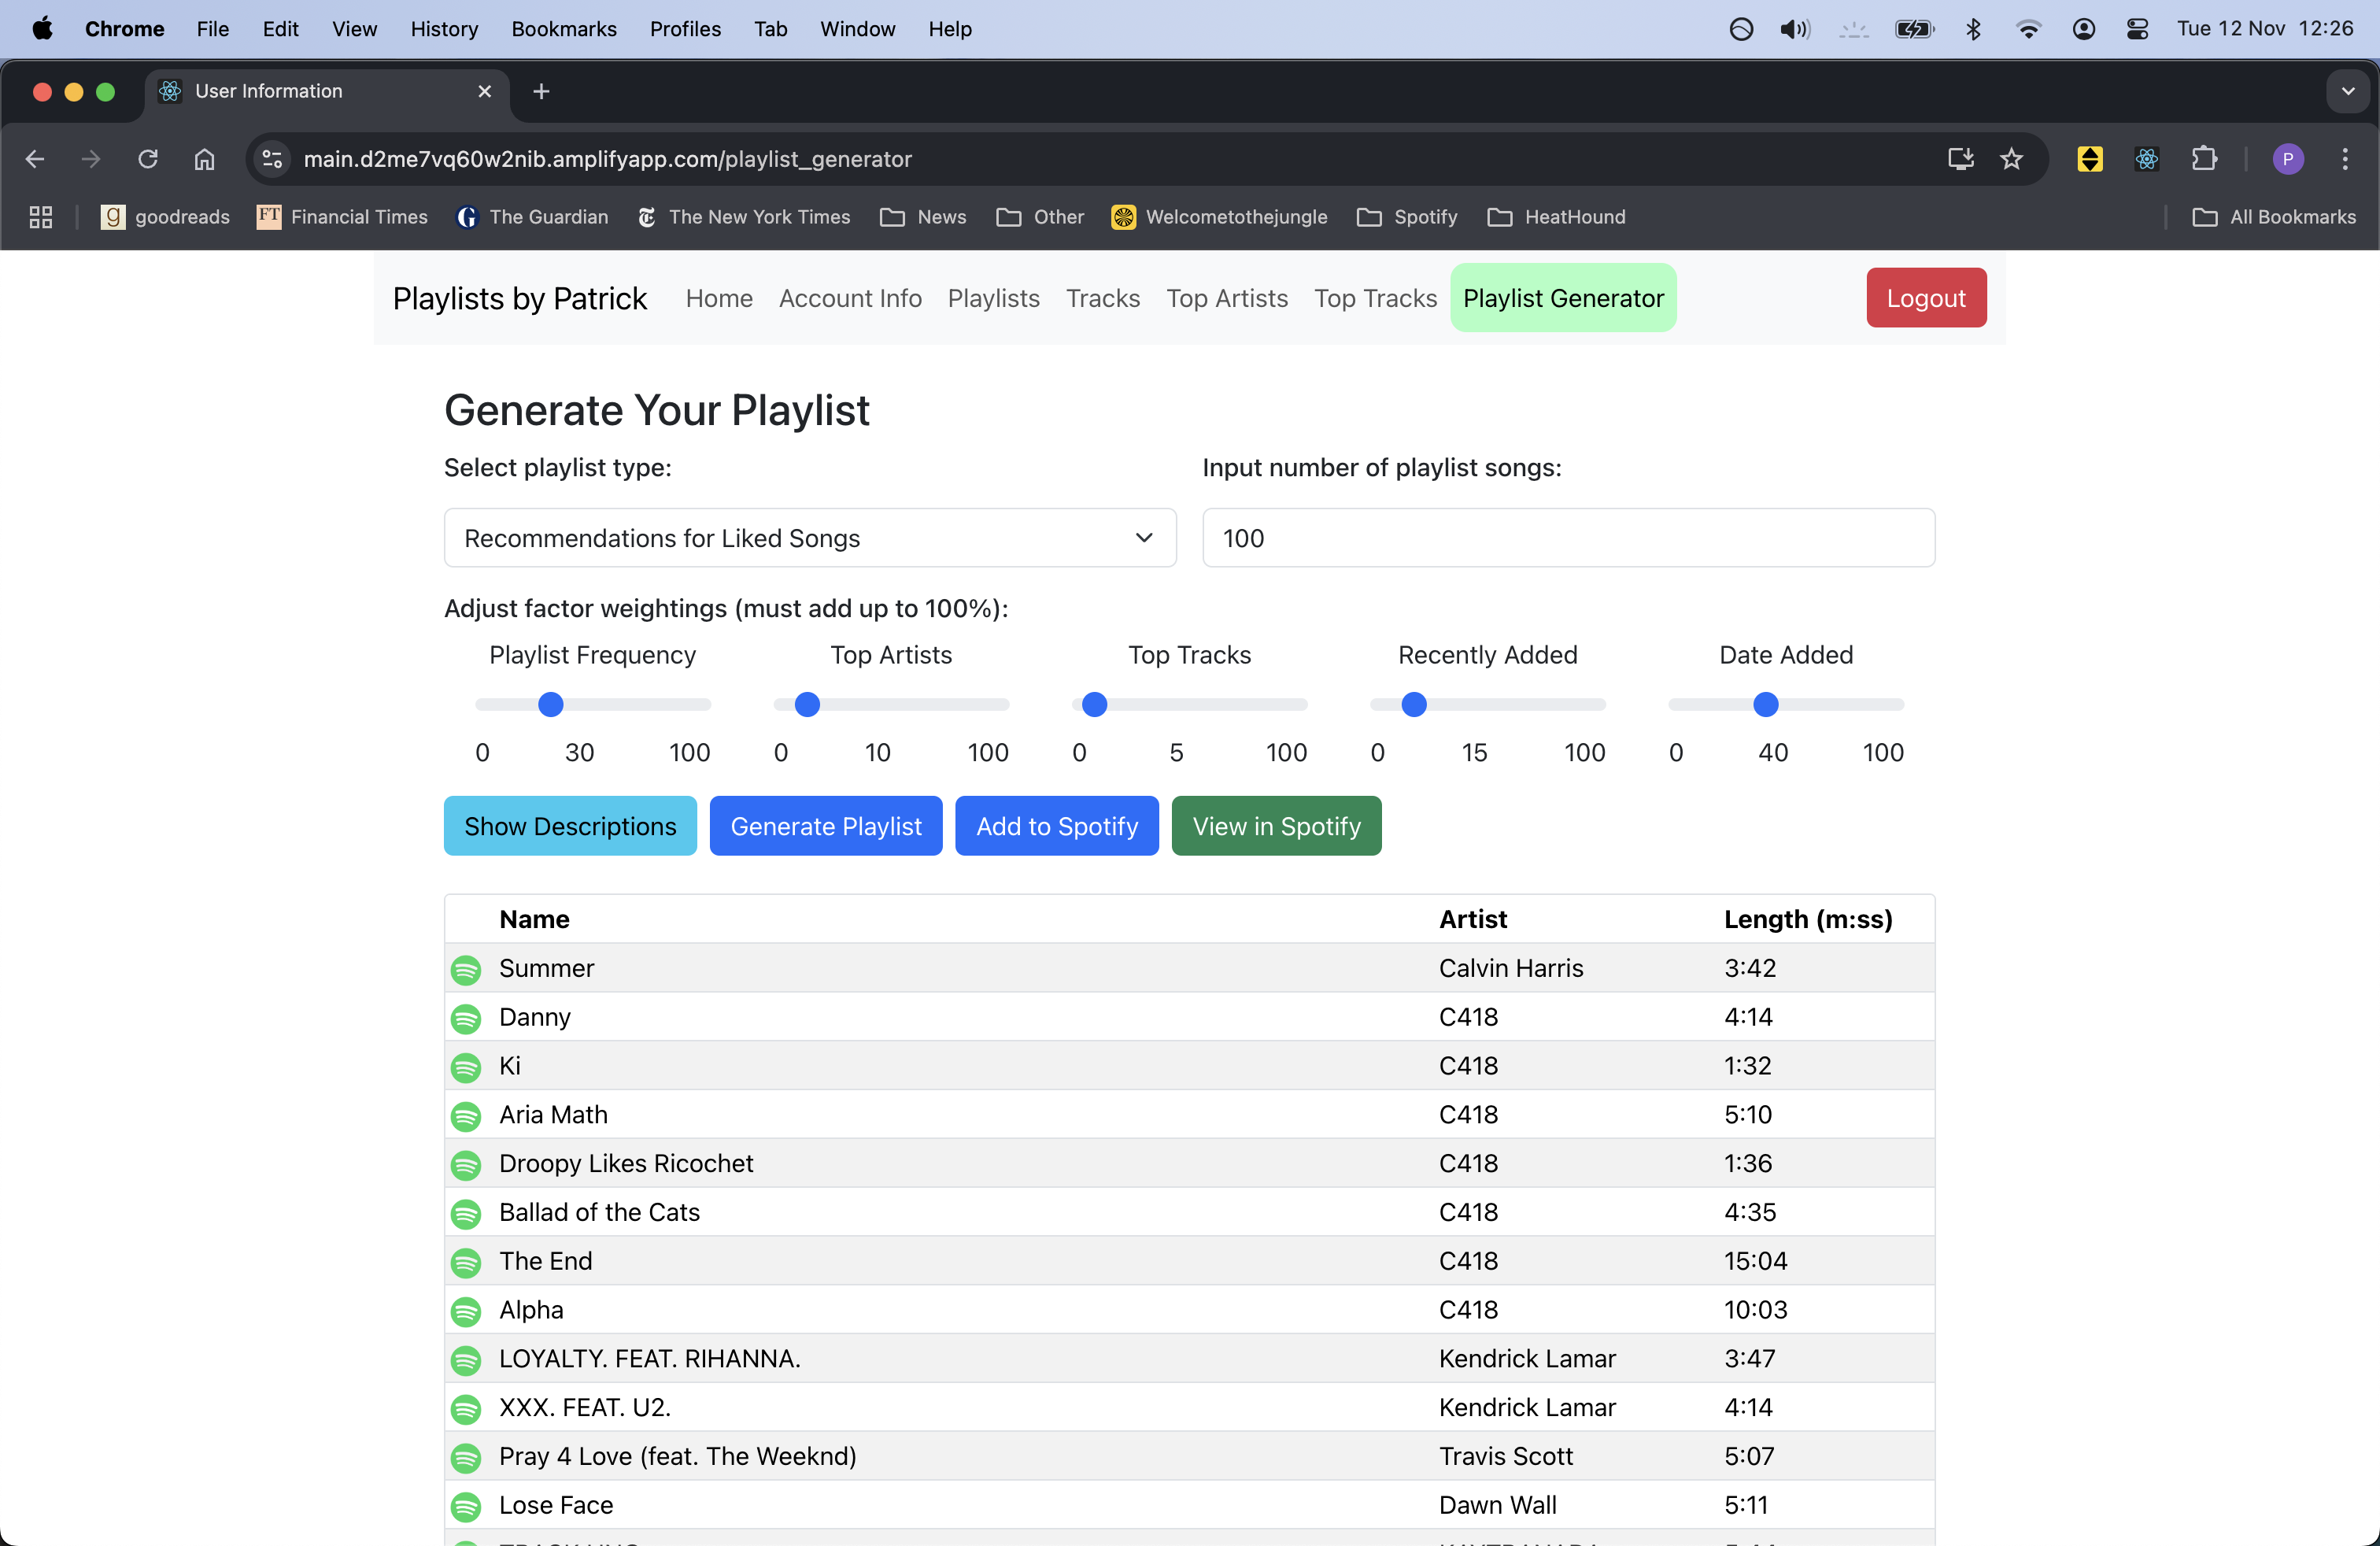 Chrome File Edit View History Bookmarks Profiles Tab Window Help Tue 12 Nov 12:26
User Information
main.d2me7vq60w2nib.amplifyapp.com/playlist_generator P
g goodreads FT Financial Times G The Guardian The New York Times News Other Welcometothejungle Spotify HeatHound All Bookmarks
Playlists by Patrick Home Account Info Playlists Tracks Top Artists Top Tracks Playlist Generator Logout
Generate Your Playlist
Select playlist type: Input number of playlist songs:
Recommendations for Liked Songs 100
Adjust factor weightings (must add up to 100%):
Playlist Frequency Top Artists Top Tracks Recently Added Date Added
0 30 100 0 10 100 0 5 100 0 15 100 0 40 100
Show Descriptions Generate Playlist Add to Spotify View in Spotify
Name Artist Length (m:ss)
Summer Calvin Harris 3:42
Danny C418 4:14
Ki C418 1:32
Aria Math C418 5:10
Droopy Likes Ricochet C418 1:36
Ballad of the Cats C418 4:35
The End C418 15:04
Alpha C418 10:03
LOYALTY. FEAT. RIHANNA. Kendrick Lamar 3:47
XXX. FEAT. U2. Kendrick Lamar 4:14
Pray 4 Love (feat. The Weeknd) Travis Scott 5:07
Lose Face Dawn Wall 5:11